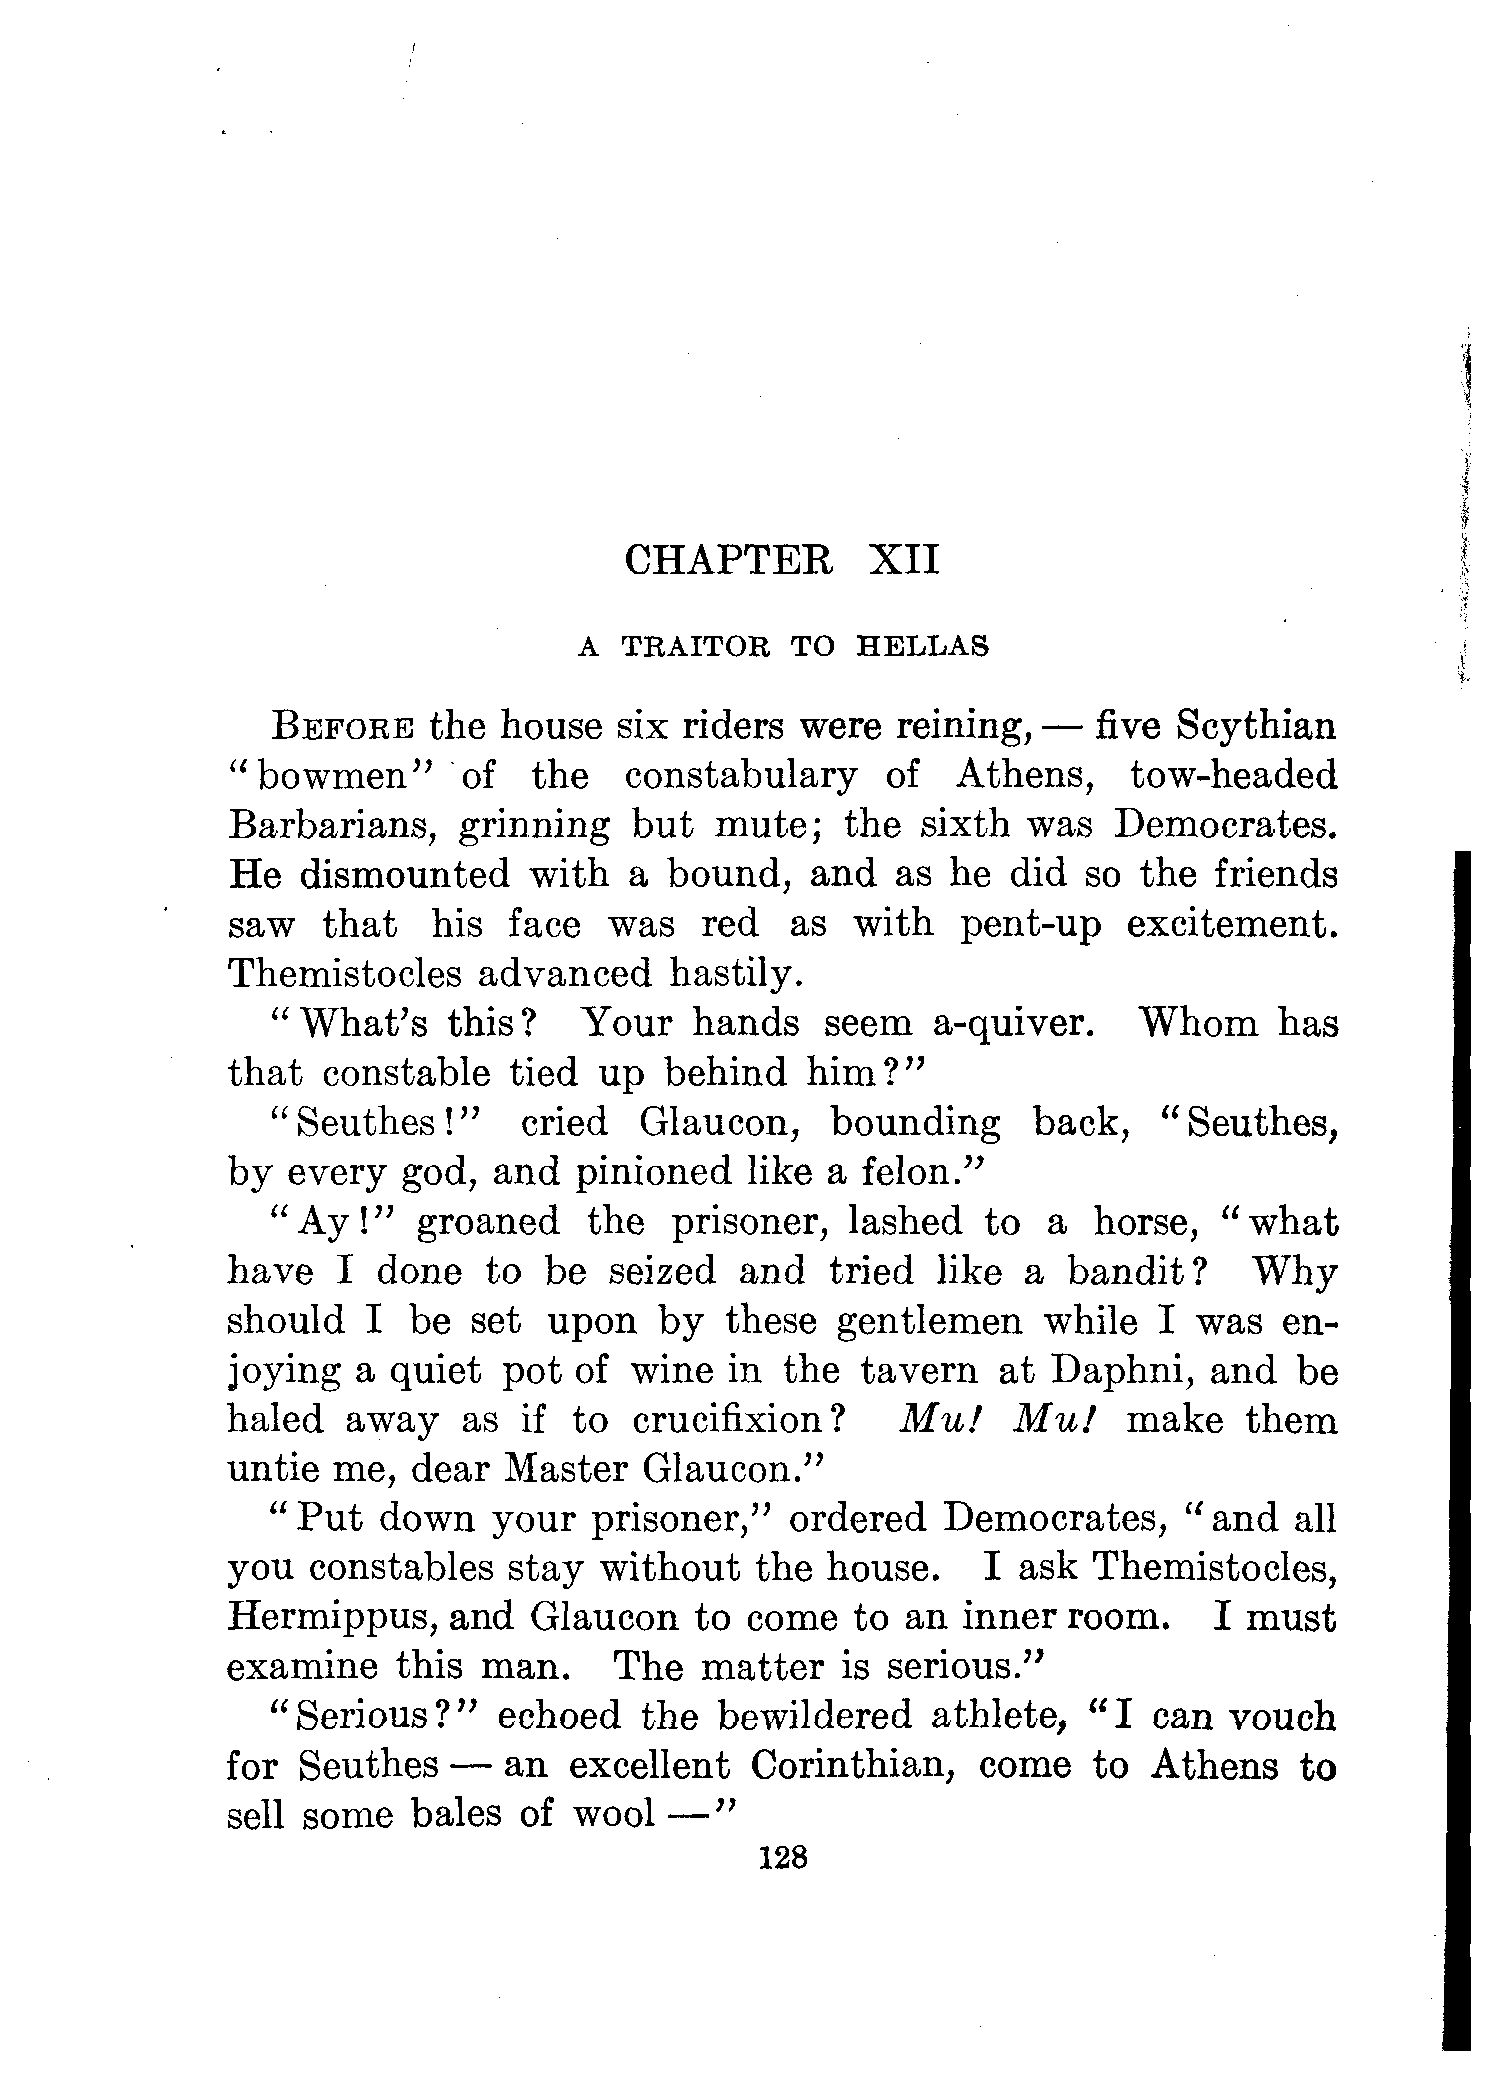 CHAPTER XII
A TRAITOR TO HELLAS
BEFORE the house six riders were reining, — five Scythian
"bowmen" of the constabulary of Athens, tow-headed
Barbarians, grinning but mute; the sixth was Democrates.
He dismounted with a bound, and as he did so the friends
saw that his face was red as with pent-up excitement.
Themistocles advanced hastily.
"What's this? Your hands seem a-quiver. Whom has
that constable tied up behind him?"
"Seuthes!" cried Glaucon, bounding back, "Seuthes,
by every god, and pinioned like a felon."
"Ay!" groaned the prisoner, lashed to a horse, "what
have I done to be seized and tried like a bandit? Why
should I be set upon by these gentlemen while I was en-
joying a quiet pot of wine in the tavern at Daphni, and be
haled away as if to crucifixion? Mu! Mu! make them
untie me, dear Master Glaucon."
"Put down your prisoner," ordered Democrates, "and all
you constables stay without the house. I ask Themistocles,
Hermippus, and Glaucon to come to an inner room. I must
examine this man. The matter is serious."
"Serious?" echoed the bewildered athlete, "I can vouch
for Seuthes — an excellent Corinthian, come to Athens to
sell some bales of wool —"
128